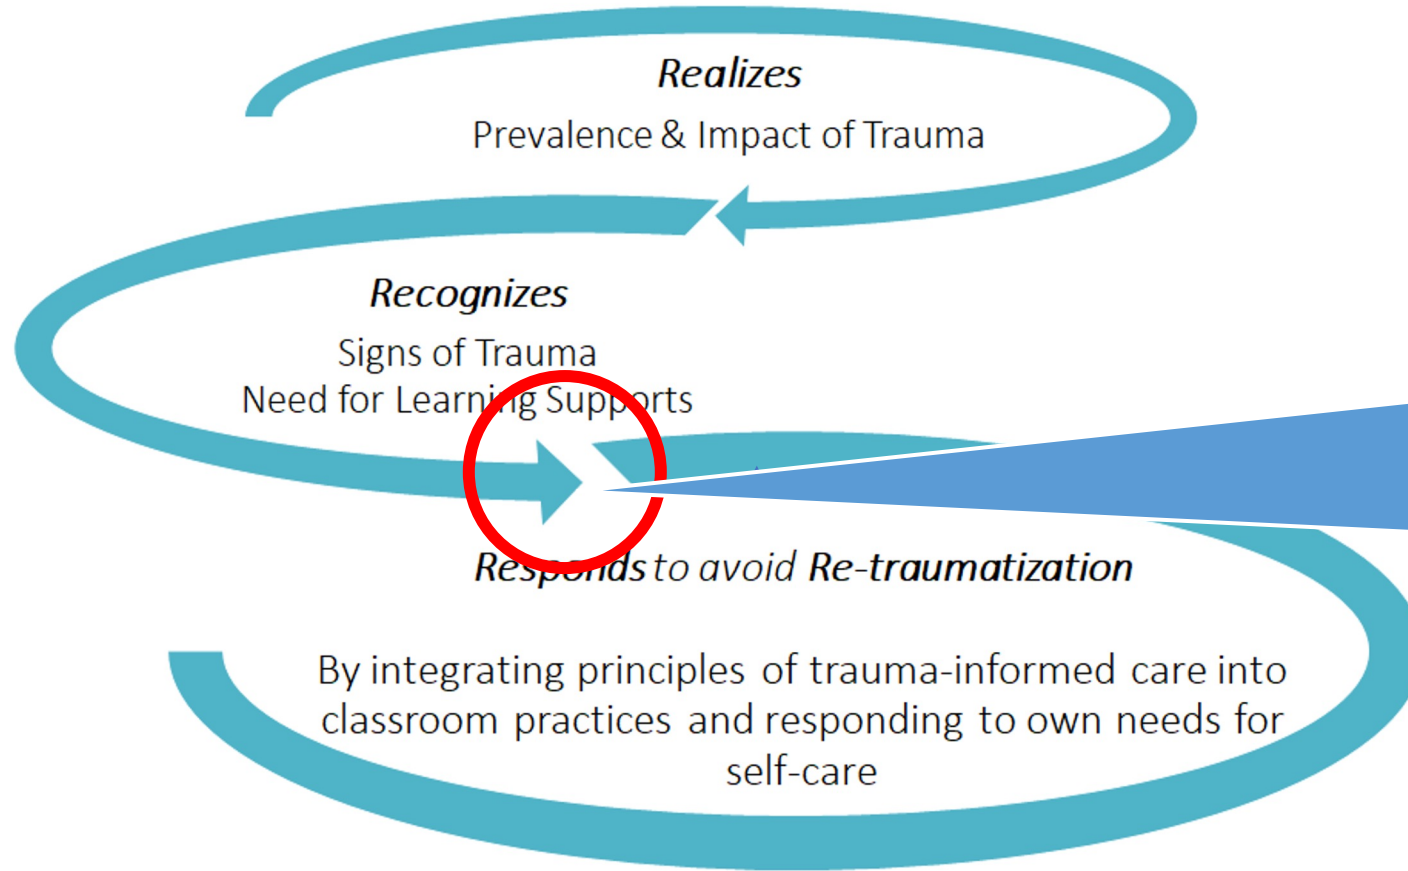 Realizes
Prevalence & Impact of Trauma
Recognizes
Signs of Trauma
Need for Learning Supports
Responds to avoid Re-traumatization
By integrating principles of trauma-informed care into
classroom practices and responding to own needs for
self-care